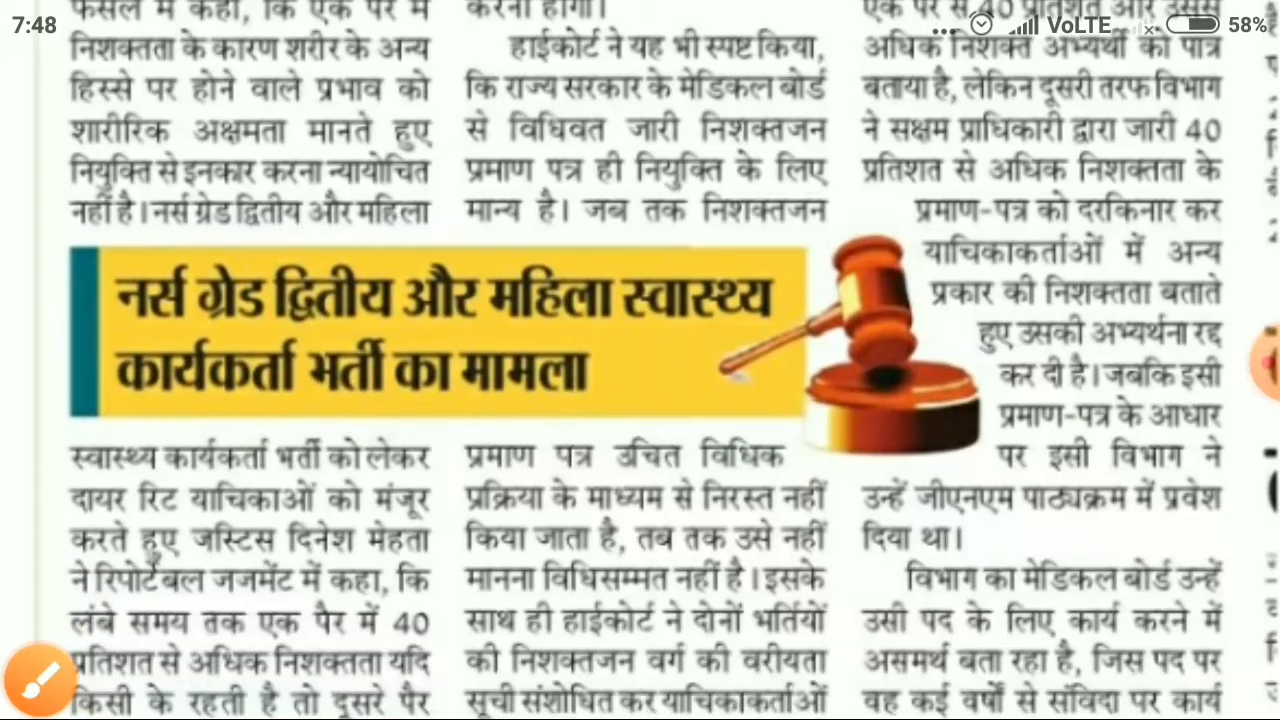 7:48
VoLTE
58%
फैसले में कहा, कि एक पैर में
निशक्तता के कारण शरीर के अन्य
हिस्से पर होने वाले प्रभाव को
शारीरिक अक्षमता मानते हुए
नियुक्ति से इनकार करना न्यायोचित
नहीं है। नर्स ग्रेड द्वितीय और महिला
नर्स ग्रेड द्वितीय और महिला स्वास्थ्य
कार्यकर्ता भर्ती का मामला
स्वास्थ्य कार्यकर्ता भर्ती को लेकर
दायर रिट याचिकाओं को मंजूर
करते हुए जस्टिस दिनेश मेहता
ने रिपोर्टेबल जजमेंट में कहा, कि
लंबे समय तक एक पैर में 40
प्रतिशत से अधिक निशक्तता यदि
किसी के रहती है तो दूसरे पैर
करना होगा।
हाईकोर्ट ने यह भी स्पष्ट किया,
कि राज्य सरकार के मेडिकल बोर्ड
से विधिवत जारी निशक्तजन
प्रमाण पत्र ही नियुक्ति के लिए
मान्य है। जब तक निशक्तजन
प्रमाण पत्र उचित विधिक
प्रक्रिया के माध्यम से निरस्त नहीं
किया जाता है, तब तक उसे नहीं
मानना विधिसम्मत नहीं है। इसके
साथ ही हाईकोर्ट ने दोनों भर्तियों
की निशक्तजन वर्ग की वरीयता
सूची संशोधित कर याचिकाकर्ताओं
एक पैर से 40 प्रतिशत और उससे
अधिक निशक्त अभ्यर्थी को पात्र
बताया है, लेकिन दूसरी तरफ विभाग
ने सक्षम प्राधिकारी द्वारा जारी 40
प्रतिशत से अधिक निशक्तता के
प्रमाण-पत्र को दरकिनार कर
याचिकाकर्ताओं में अन्य
प्रकार की निशक्तता बताते
हुए उसकी अभ्यर्थना रद्द
कर दी है। जबकि इसी
प्रमाण-पत्र के आधार
पर इसी विभाग ने
उन्हें जीएनएम पाठ्यक्रम में प्रवेश
दिया था।
विभाग का मेडिकल बोर्ड उन्हें
उसी पद के लिए कार्य करने में
असमर्थ बता रहा है, जिस पद पर
वह कई वर्षों से संविदा पर कार्य